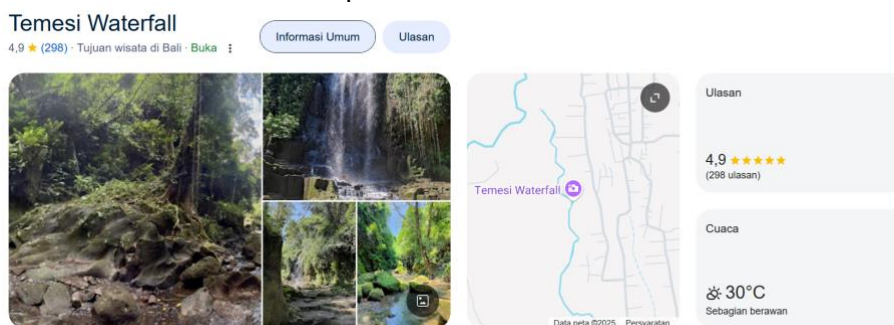 Temesi Waterfall
4,9 ★ (298) · Tujuan wisata di Bali · Buka ⋮
Informasi Umum
Ulasan
Temesi Waterfall
Data peta ©2025 Persyaratan
Ulasan
4,9 ★★★★★
(298 ulasan)
Cuaca
30°C
Sebagian berawan